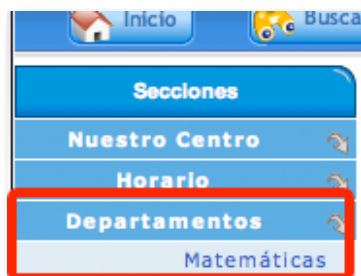 Inicio Busca
Secciones
Nuestro Centro
Horario
Departamentos
Matemáticas